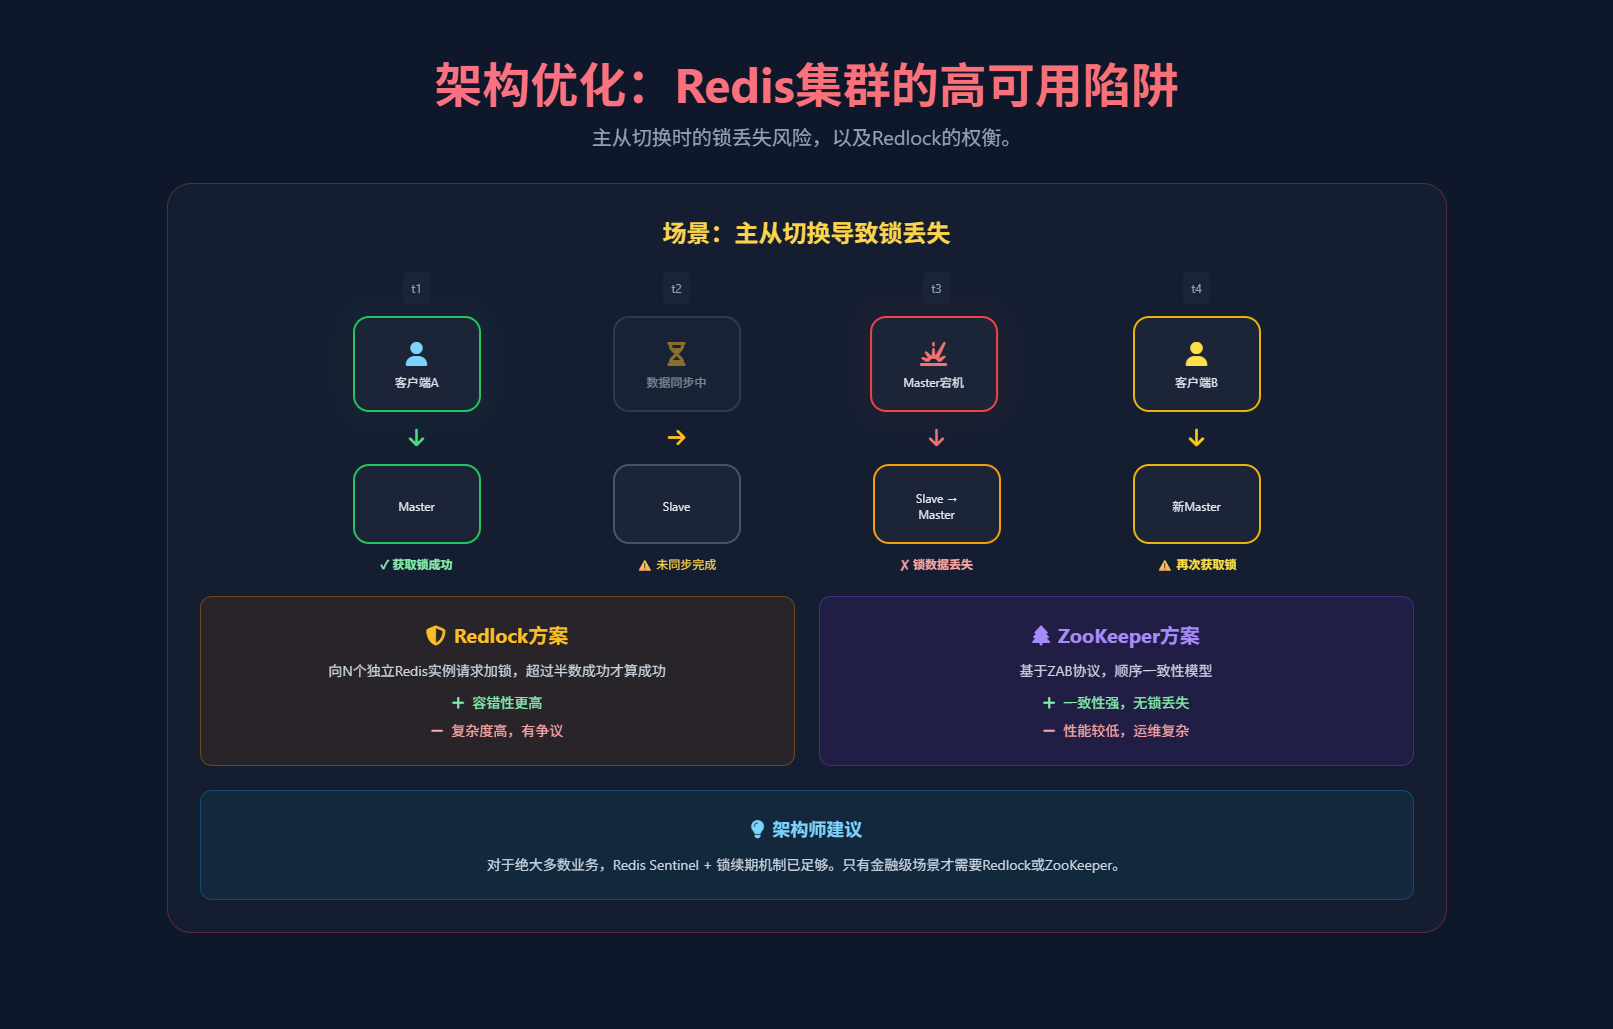 架构优化：Redis集群的高可用陷阱
主从切换时的锁丢失风险，以及Redlock的权衡。
场景：主从切换导致锁丢失
t1
t2
t3
t4
客户端A
数据同步中
Master宕机
客户端B
Master
Slave
Slave →
Master
新Master
✓ 获取锁成功
⚠ 未同步完成
✗ 锁数据丢失
⚠ 再次获取锁
Redlock方案
向N个独立Redis实例请求加锁，超过半数成功才算成功
+ 容错性更高
− 复杂度高，有争议
ZooKeeper方案
基于ZAB协议，顺序一致性模型
+ 一致性强，无锁丢失
− 性能较低，运维复杂
架构师建议
对于绝大多数业务，Redis Sentinel + 锁续期机制已足够。只有金融级场景才需要Redlock或ZooKeeper。